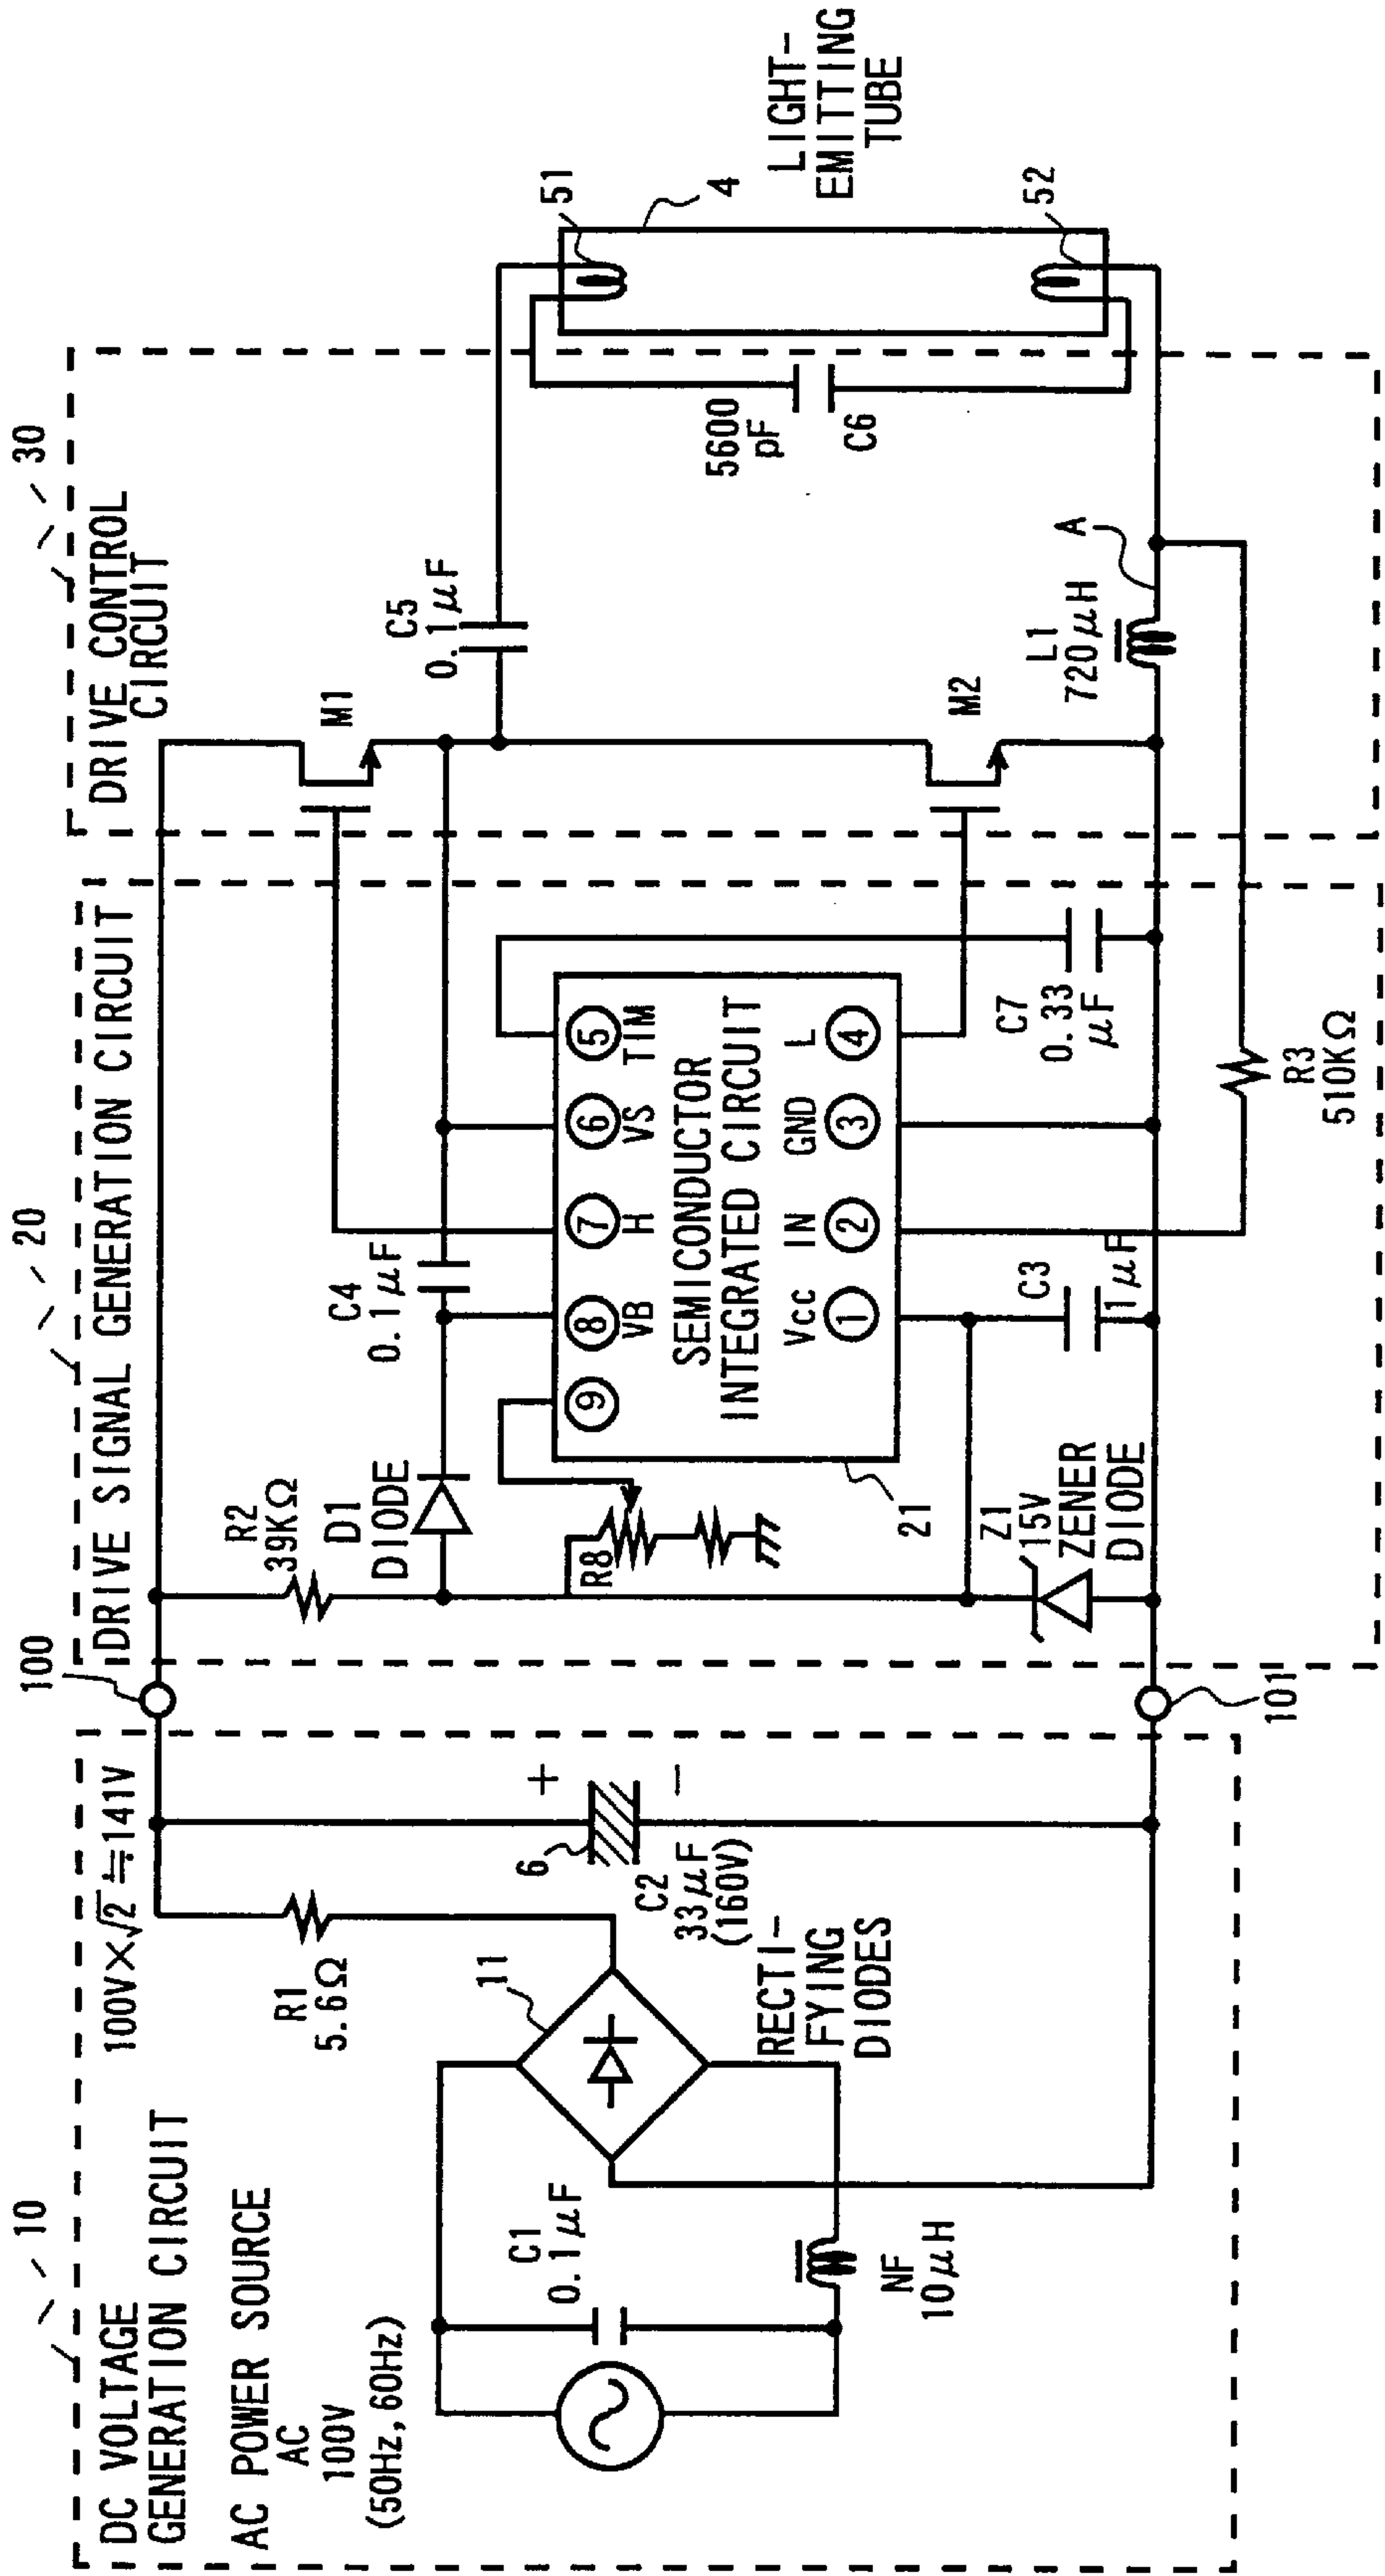 10
DC VOLTAGE
GENERATION CIRCUIT
AC POWER SOURCE
AC
100V
(50Hz, 60Hz)
C1
0.1μF
NF
10μH
100V×√2≒141V
R1
5.6Ω
11
RECTI-
FYING
DIODES
6
+
−
C2
33μF
(160V)
100
101
20
DRIVE SIGNAL GENERATION CIRCUIT
R2
39KΩ
D1
DIODE
R8
C4
0.1μF
9
8
VB
7
H
6
VS
5
TIM
SEMICONDUCTOR
INTEGRATED CIRCUIT
Vcc
1
IN
2
GND
3
L
4
21
Z1
15V
ZENER
DIODE
C3
1μF
C7
0.33
μF
R3
510KΩ
30
DRIVE CONTROL
CIRCUIT
M1
C5
0.1μF
M2
L1
720μH
A
5600
pF
C6
51
4
52
LIGHT-
EMITTING
TUBE